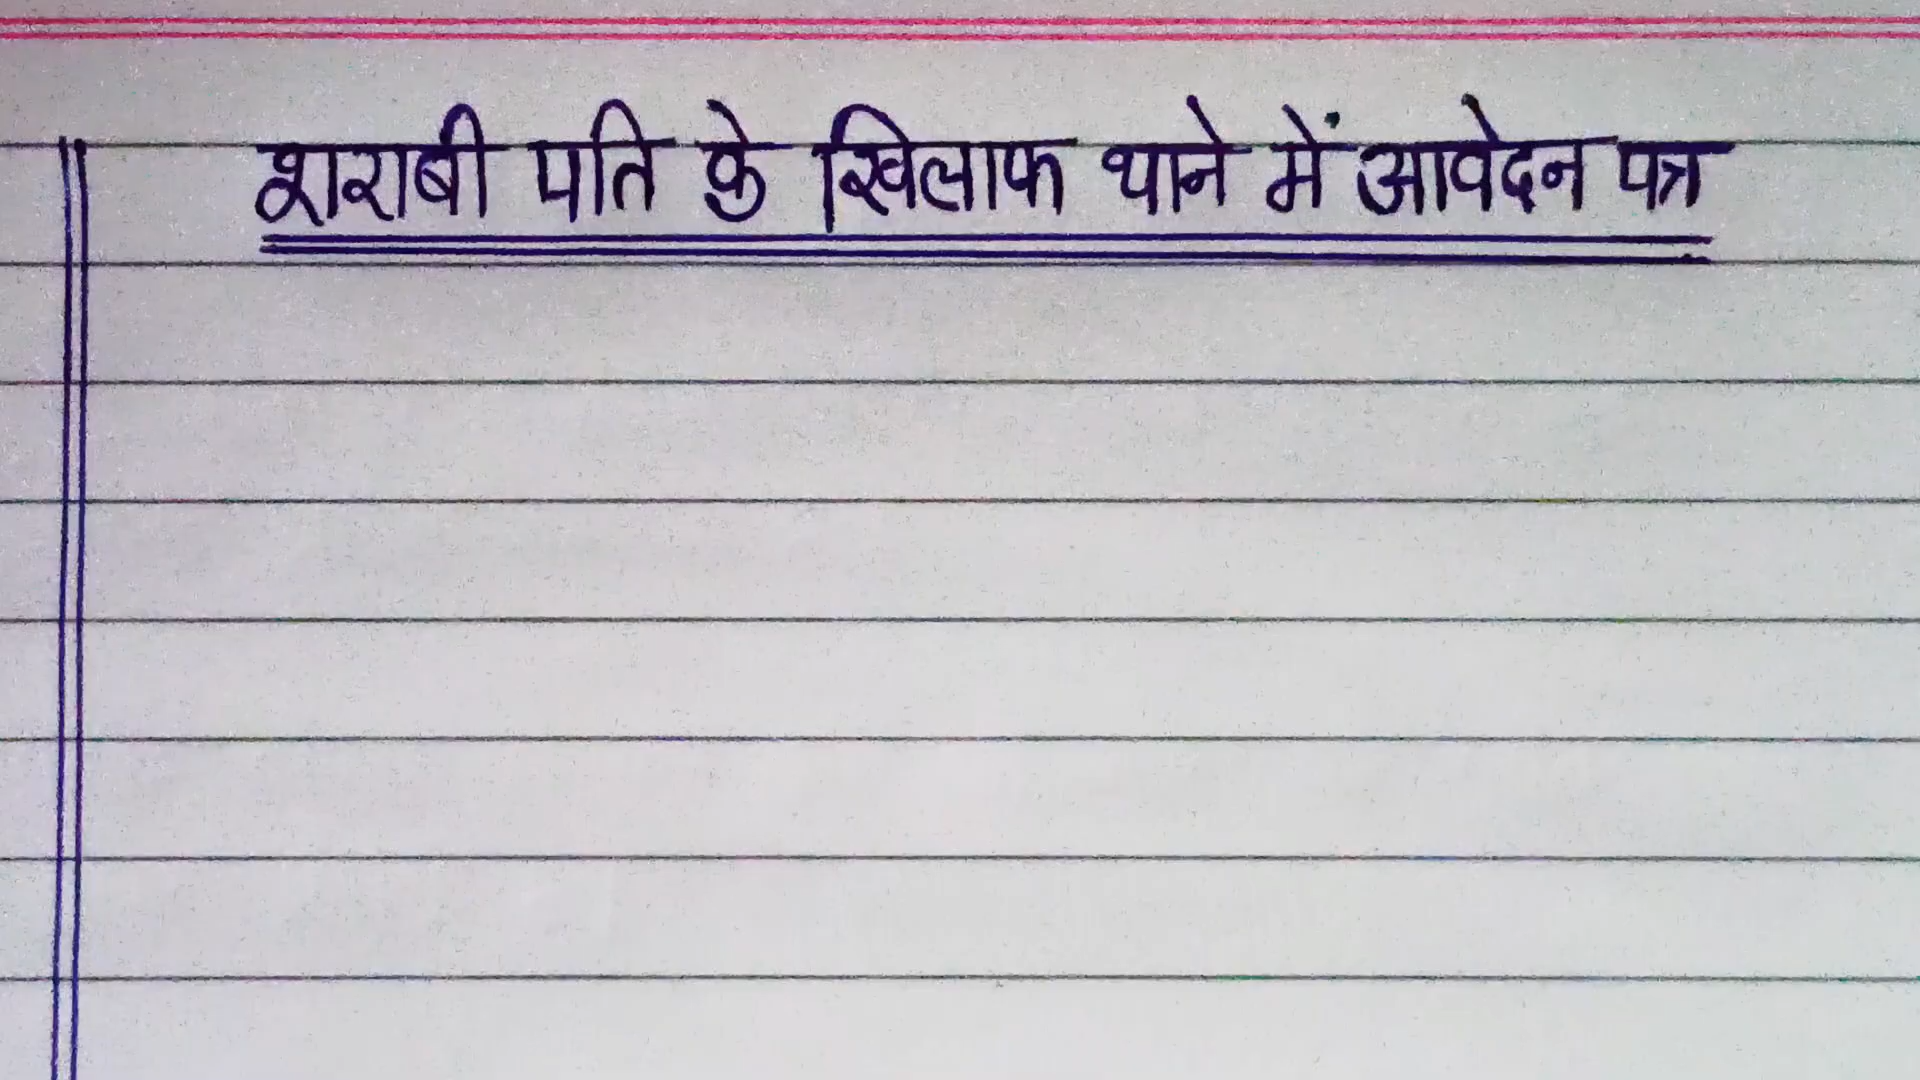 शराबी पति के खिलाफ थाने में आवेदन पत्र